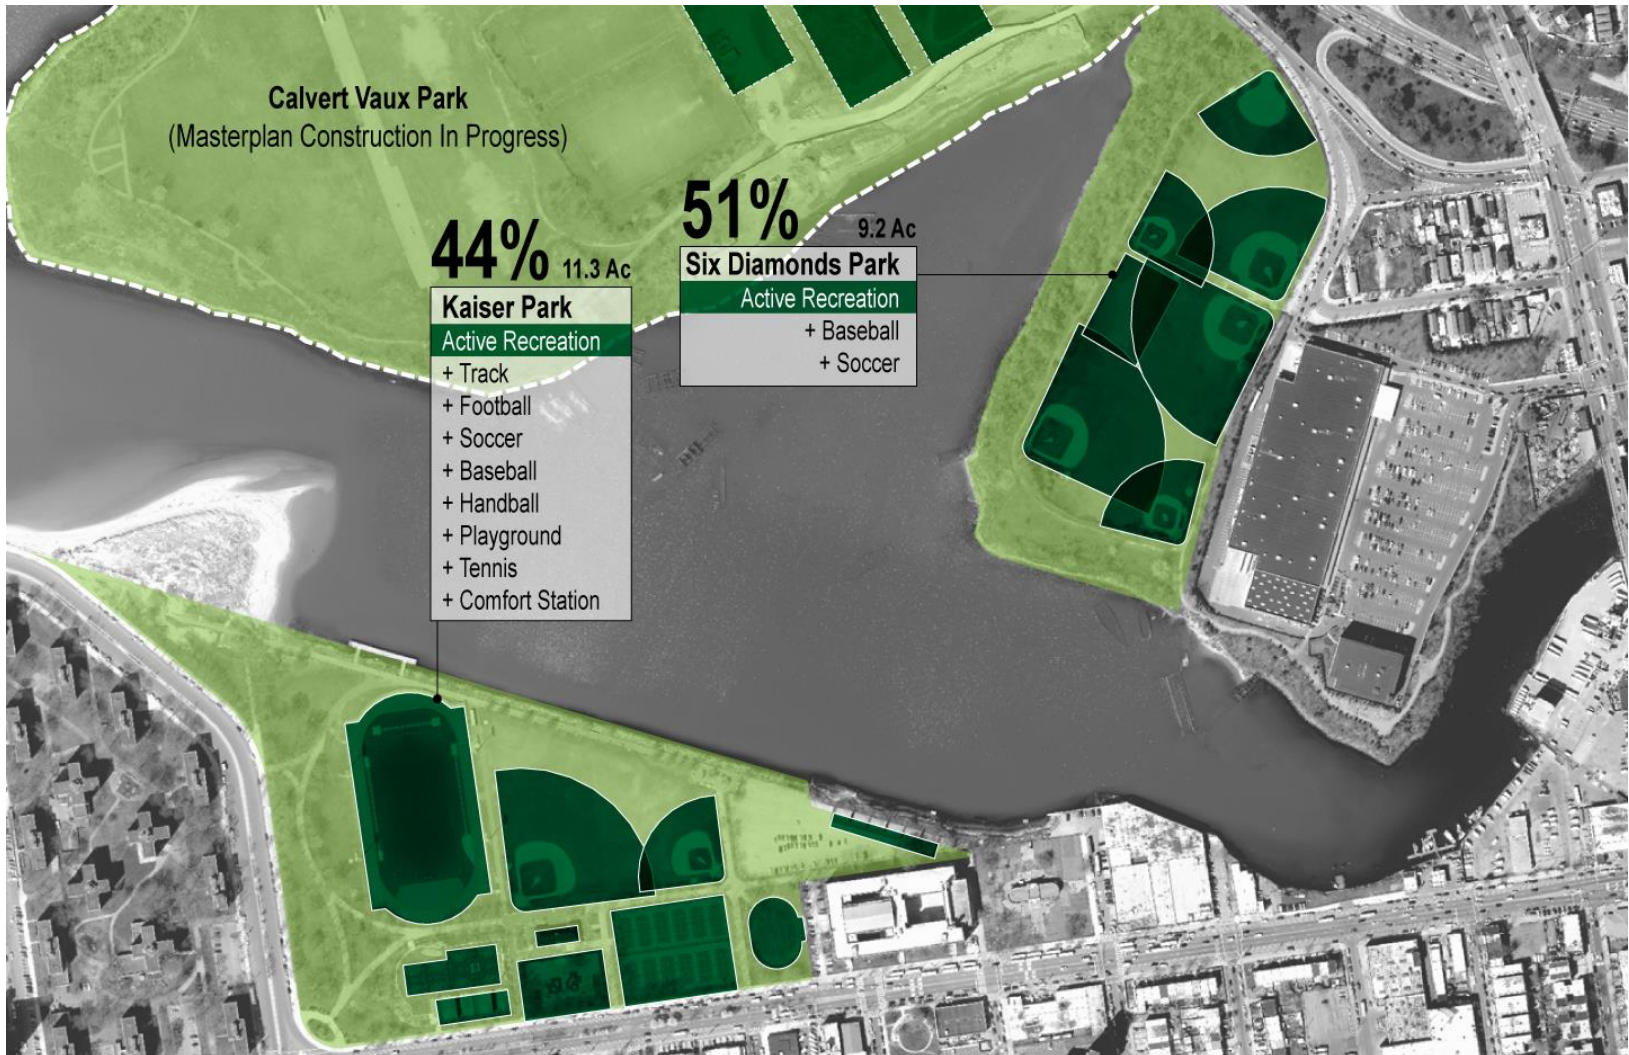 Calvert Vaux Park
(Masterplan Construction In Progress)
44% 11.3 Ac
Kaiser Park
Active Recreation
+ Track
+ Football
+ Soccer
+ Baseball
+ Handball
+ Playground
+ Tennis
+ Comfort Station
51% 9.2 Ac
Six Diamonds Park
Active Recreation
+ Baseball
+ Soccer